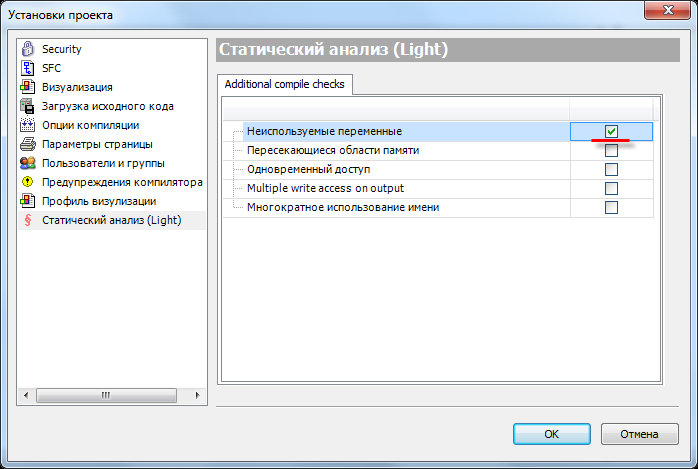 Установки проекта
Security
SFC
Визуализация
Загрузка исходного кода
Опции компиляции
Параметры страницы
Пользователи и группы
Предупреждения компилятора
Профиль визулизации
Статический анализ (Light)
Статический анализ (Light)
Additional compile checks
Неиспользуемые переменные
Пересекающиеся области памяти
Одновременный доступ
Multiple write access on output
Многократное использование имени
OK
Отмена